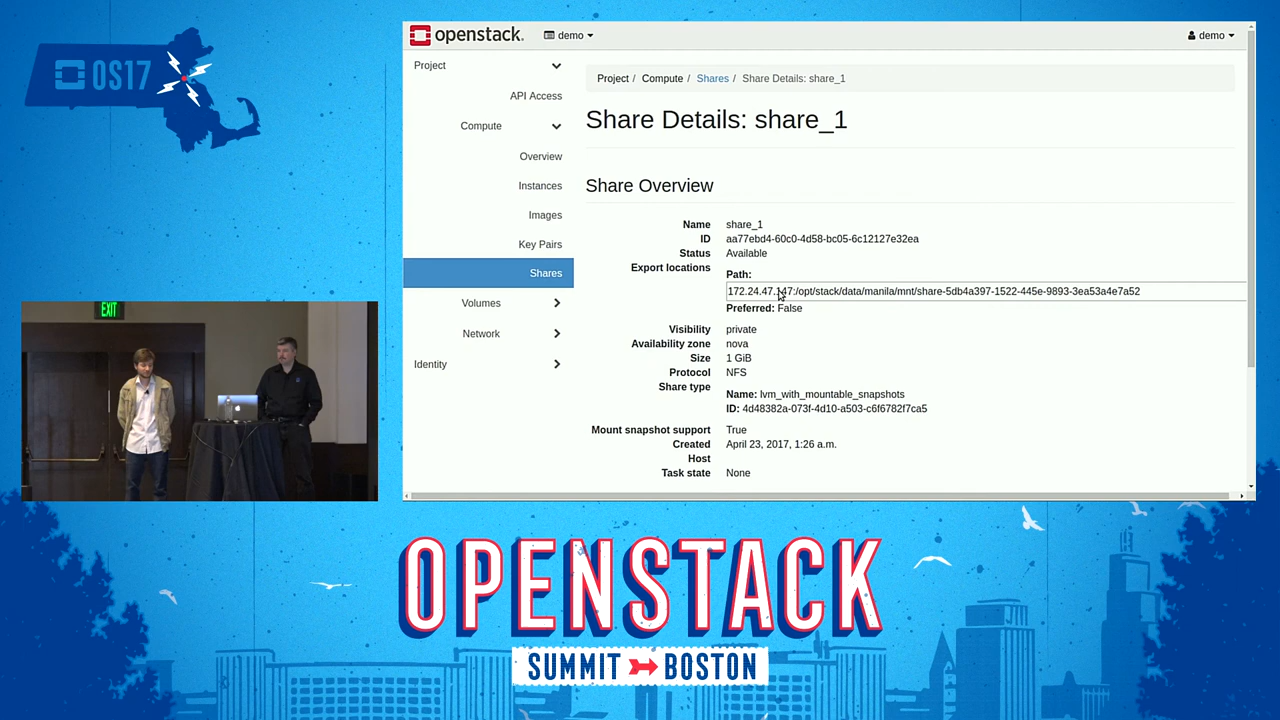 OS17
openstack.
demo
demo
Project
API Access
Compute
Overview
Instances
Images
Key Pairs
Shares
Volumes
Network
Identity
Project / Compute / Shares / Share Details: share_1
Share Details: share_1
Share Overview
Name share_1
ID aa77ebd4-60c0-4d58-bc05-6c12127e32ea
Status Available
Export locations
Path:
172.24.47.147:/opt/stack/data/manila/mnt/share-5db4a397-1522-445e-9893-3ea53a4e7a52
Preferred: False
Visibility private
Availability zone nova
Size 1 GiB
Protocol NFS
Share type
Name: lvm_with_mountable_snapshots
ID: 4d48382a-073f-4d10-a503-c6f6782f7ca5
Mount snapshot support True
Created April 23, 2017, 1:26 a.m.
Host
Task state None
EXIT
OPENSTACK
SUMMIT BOSTON